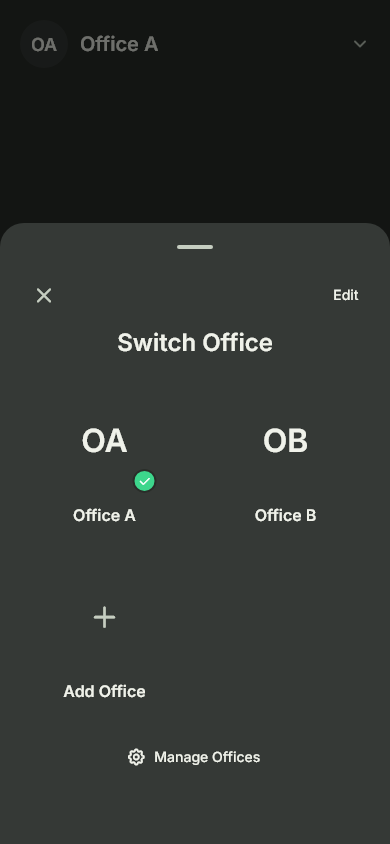 OA Office A
Edit
Switch Office
OA OB
Office A Office B
Add Office
Manage Offices